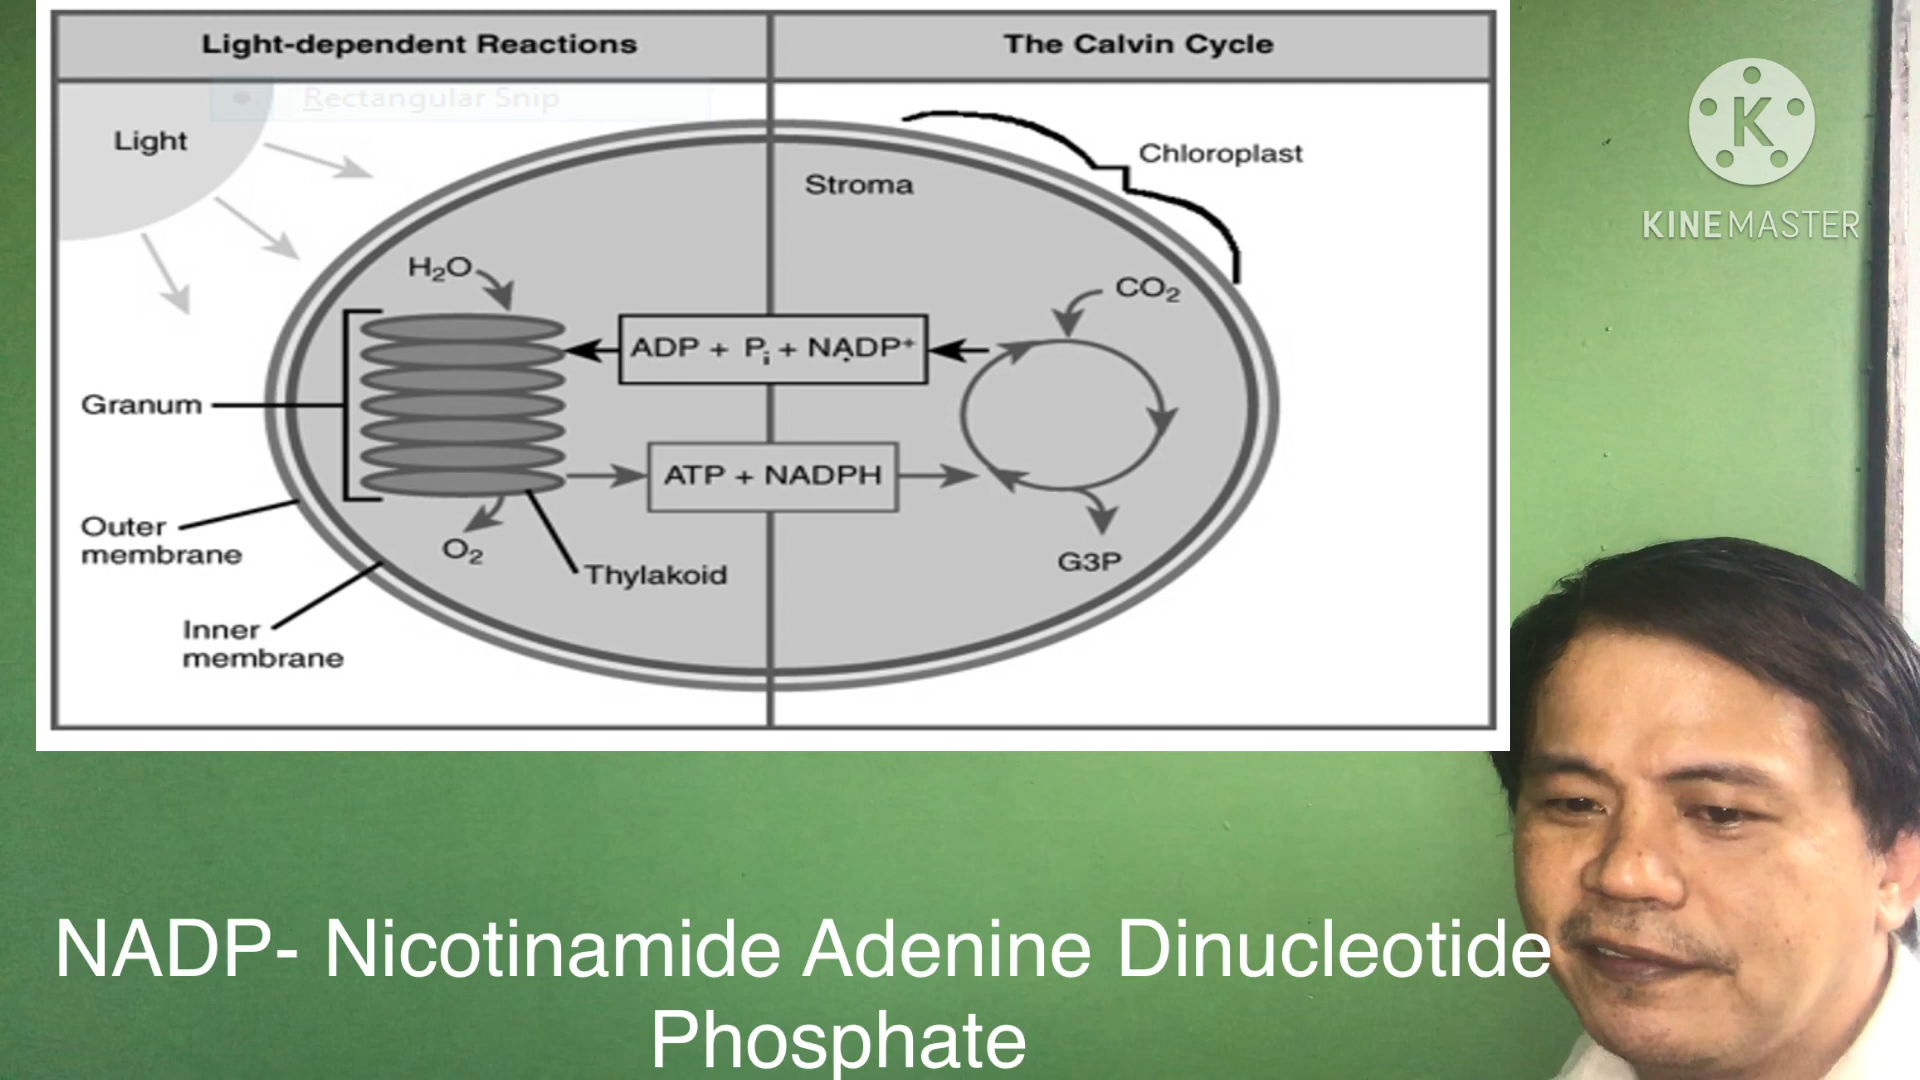 Light-dependent Reactions
The Calvin Cycle
Rectangular Snip
Light
Chloroplast
Stroma
H₂O
CO₂
ADP + Pᵢ + NADP⁺
Granum
ATP + NADPH
Outer
membrane
O₂
G3P
Thylakoid
Inner
membrane
K
KINEMASTER
NADP- Nicotinamide Adenine Dinucleotide
Phosphate